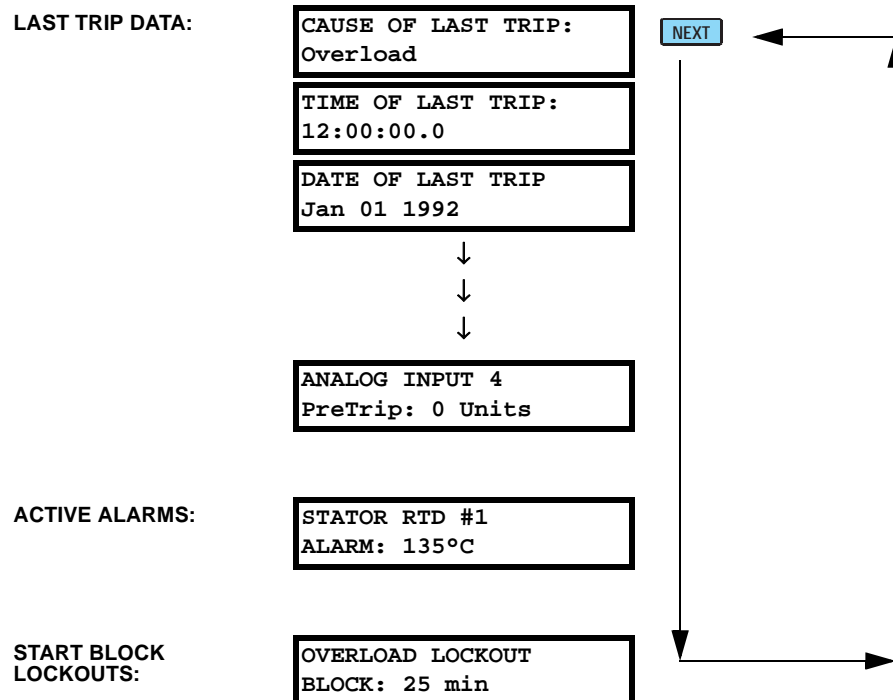 LAST TRIP DATA:
CAUSE OF LAST TRIP:
Overload
NEXT
TIME OF LAST TRIP:
12:00:00.0
DATE OF LAST TRIP
Jan 01 1992
↓
↓
↓
ANALOG INPUT 4
PreTrip: 0 Units
ACTIVE ALARMS:
STATOR RTD #1
ALARM: 135°C
START BLOCK
LOCKOUTS:
OVERLOAD LOCKOUT
BLOCK: 25 min